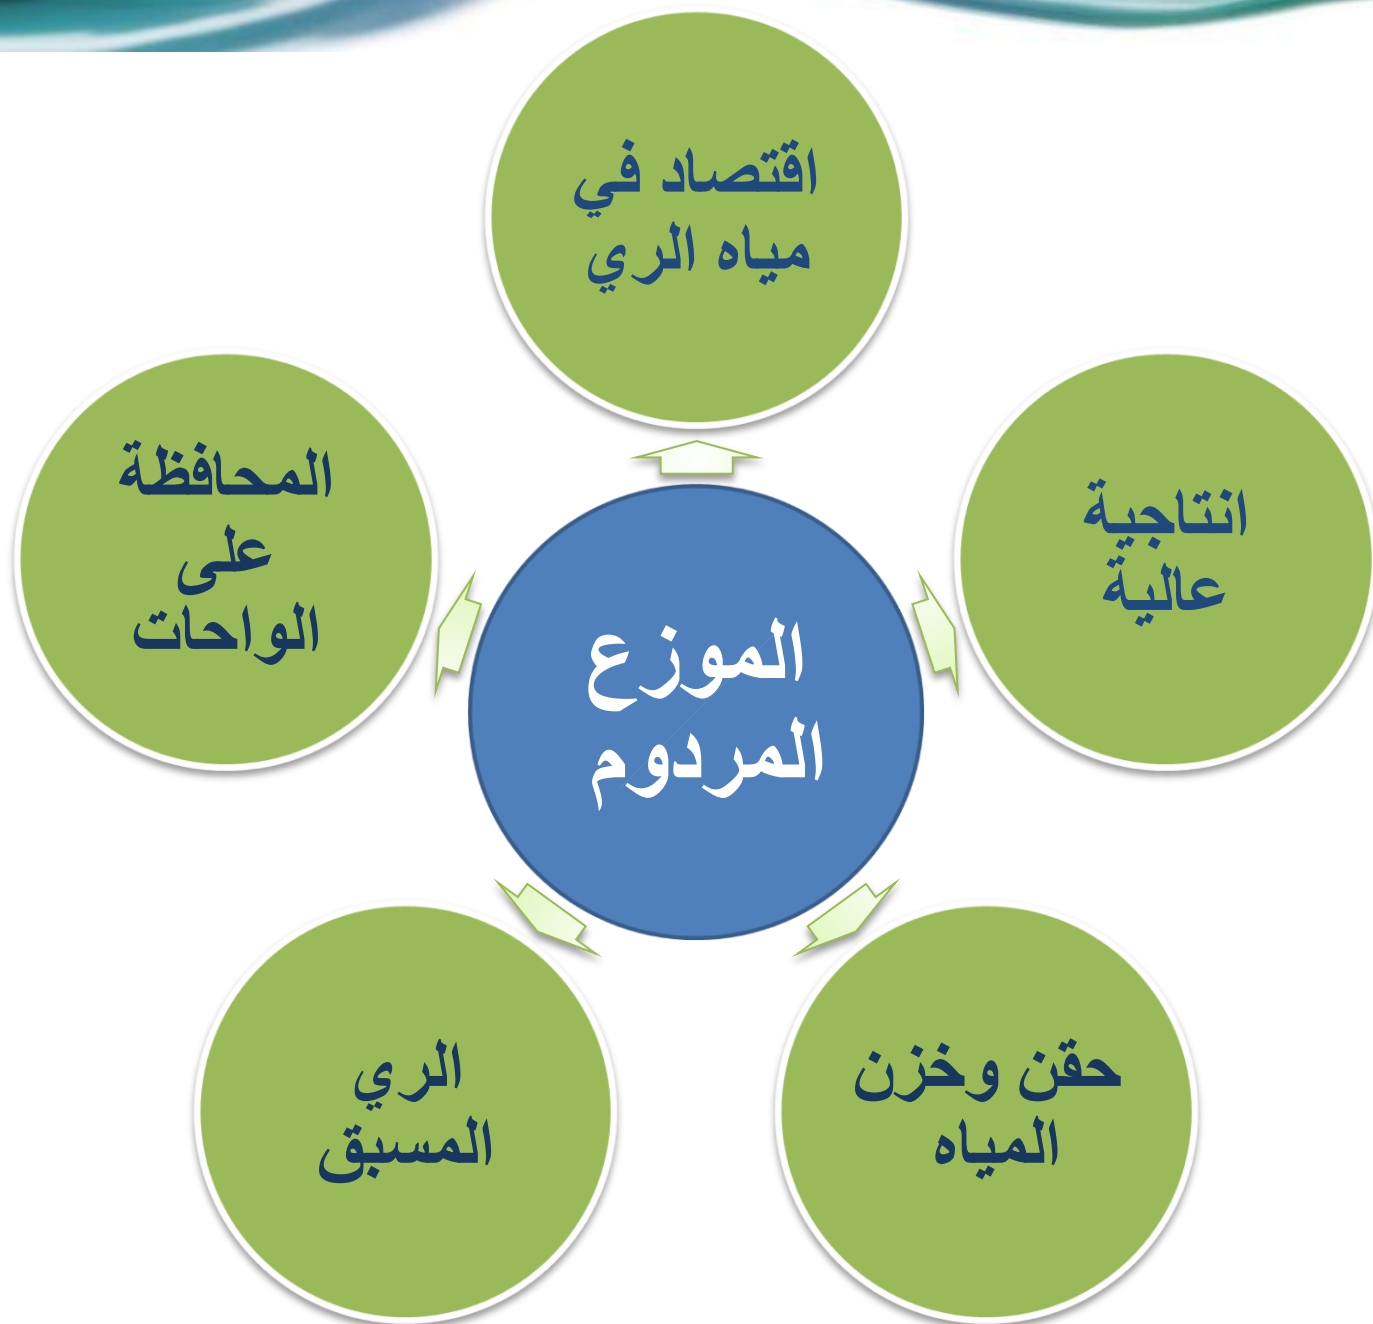 اقتصاد في
مياه الري
انتاجية
عالية
المحافظة
على
الواحات
الموزع
المردوم
حقن وخزن
المياه
الري
المسبق